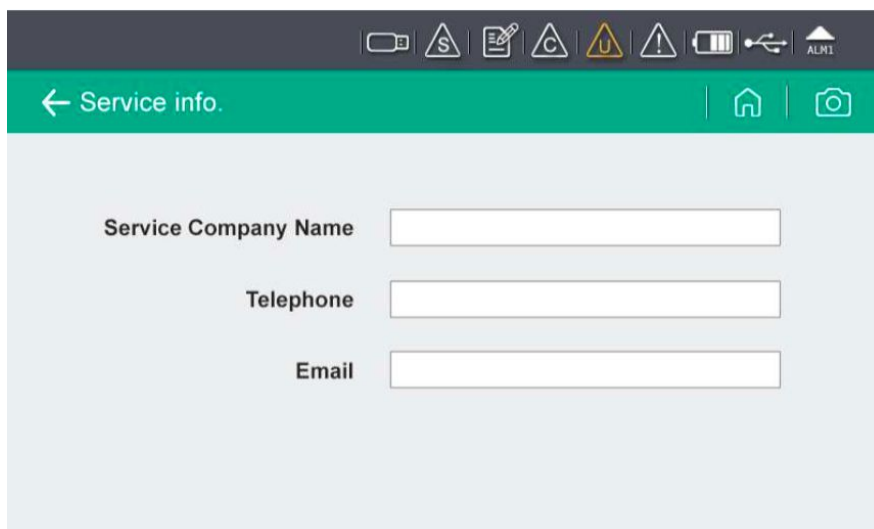 S C U !
ALM1
Service info.
Service Company Name
Telephone
Email